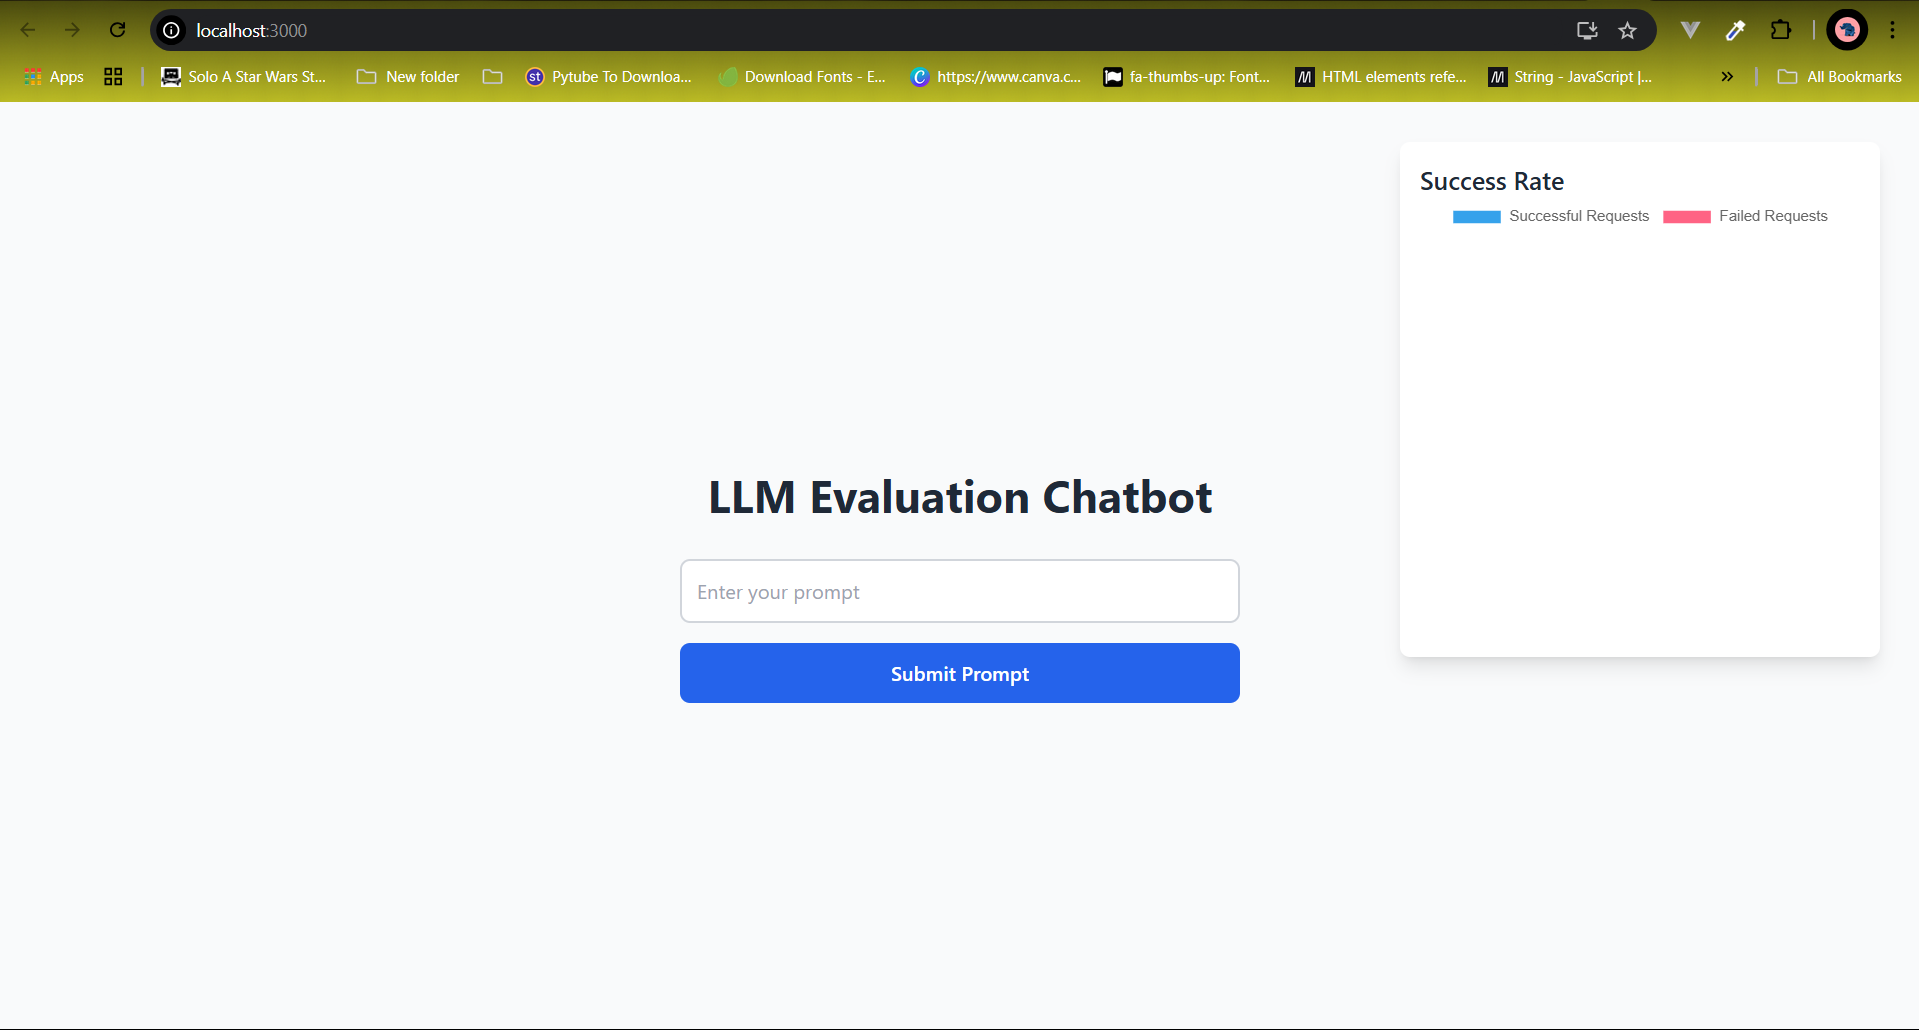 localhost:3000
Apps
Solo A Star Wars St...
New folder
st
Pytube To Downloa...
Download Fonts - E...
https://www.canva.c...
fa-thumbs-up: Font...
HTML elements refe...
String - JavaScript |...
All Bookmarks
Success Rate
Successful Requests
Failed Requests
LLM Evaluation Chatbot
Enter your prompt
Submit Prompt